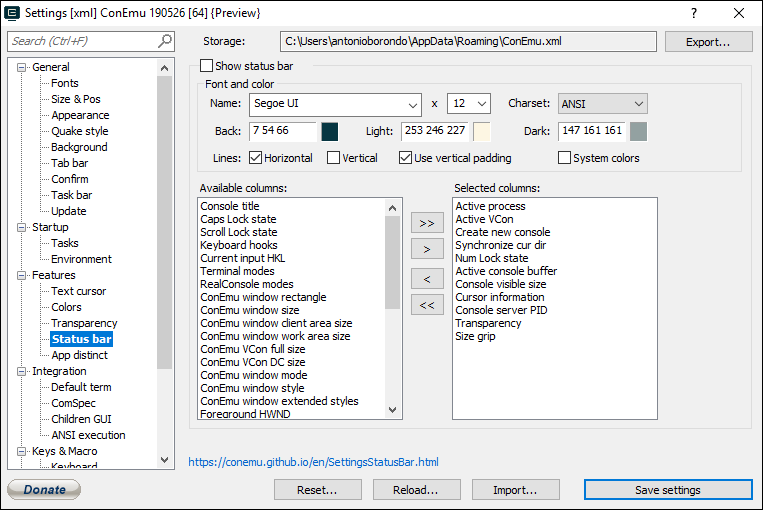 Settings [xml] ConEmu 190526 [64] {Preview}
Search (Ctrl+F)
Storage:
C:\Users\antonioborondo\AppData\Roaming\ConEmu.xml
Export...
General
Fonts
Size & Pos
Appearance
Quake style
Background
Tab bar
Confirm
Task bar
Update
Startup
Tasks
Environment
Features
Text cursor
Colors
Transparency
Status bar
App distinct
Integration
Default term
ComSpec
Children GUI
ANSI execution
Keys & Macro
Keyboard
Show status bar
Font and color
Name: Segoe UI x 12 Charset: ANSI
Back: 7 54 66 Light: 253 246 227 Dark: 147 161 161
Lines: Horizontal Vertical Use vertical padding System colors
Available columns:
Console title
Caps Lock state
Scroll Lock state
Keyboard hooks
Current input HKL
Terminal modes
RealConsole modes
ConEmu window rectangle
ConEmu window size
ConEmu window client area size
ConEmu window work area size
ConEmu VCon full size
ConEmu VCon DC size
ConEmu window mode
ConEmu window style
ConEmu window extended styles
Foreground HWND
>>
>
<
<<
Selected columns:
Active process
Active VCon
Create new console
Synchronize cur dir
Num Lock state
Active console buffer
Console visible size
Cursor information
Console server PID
Transparency
Size grip
https://conemu.github.io/en/SettingsStatusBar.html
Donate
Reset...
Reload...
Import...
Save settings